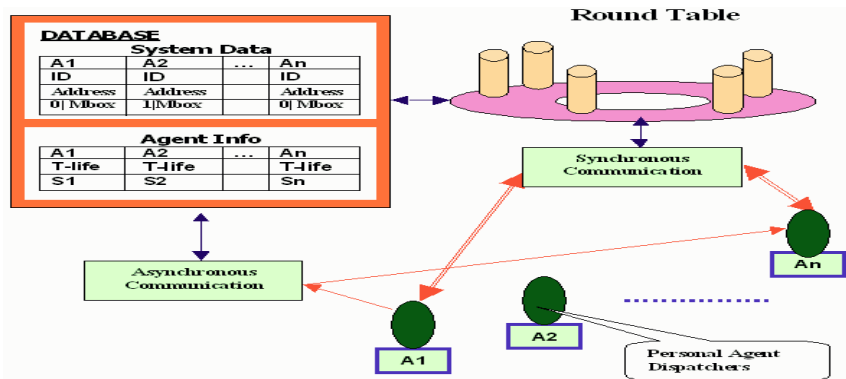 Round Table
DATABASE
System Data
A1 A2 ... An
ID ID ID
Address Address Address
0| Mbox 1|Mbox 0| Mbox
Agent Info
A1 A2 ... An
T-life T-life T-life
S1 S2 Sn
Synchronous
Communication
Asynchronous
Communication
An
A2
A1
Personal Agent
Dispatchers